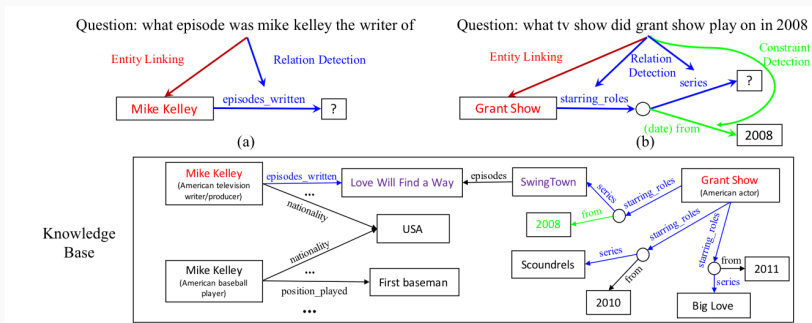 Question: what episode was mike kelley the writer of
Entity Linking
Relation Detection
Mike Kelley
episodes_written
?
(a)
Question: what tv show did grant show play on in 2008
Entity Linking
Relation
Detection
Constraint
Detection
series
?
Grant Show
starring_roles
(date) from
2008
(b)
Knowledge
Base
Mike Kelley
(American television
writer/producer)
episodes_written
Love Will Find a Way
episodes
SwingTown
series
starring_roles
Grant Show
(American actor)
...
nationality
USA
2008
from
starring_roles
starring_roles
nationality
Mike Kelley
(American baseball
player)
...
position_played
First baseman
...
Scoundrels
series
from
2010
from
2011
series
Big Love